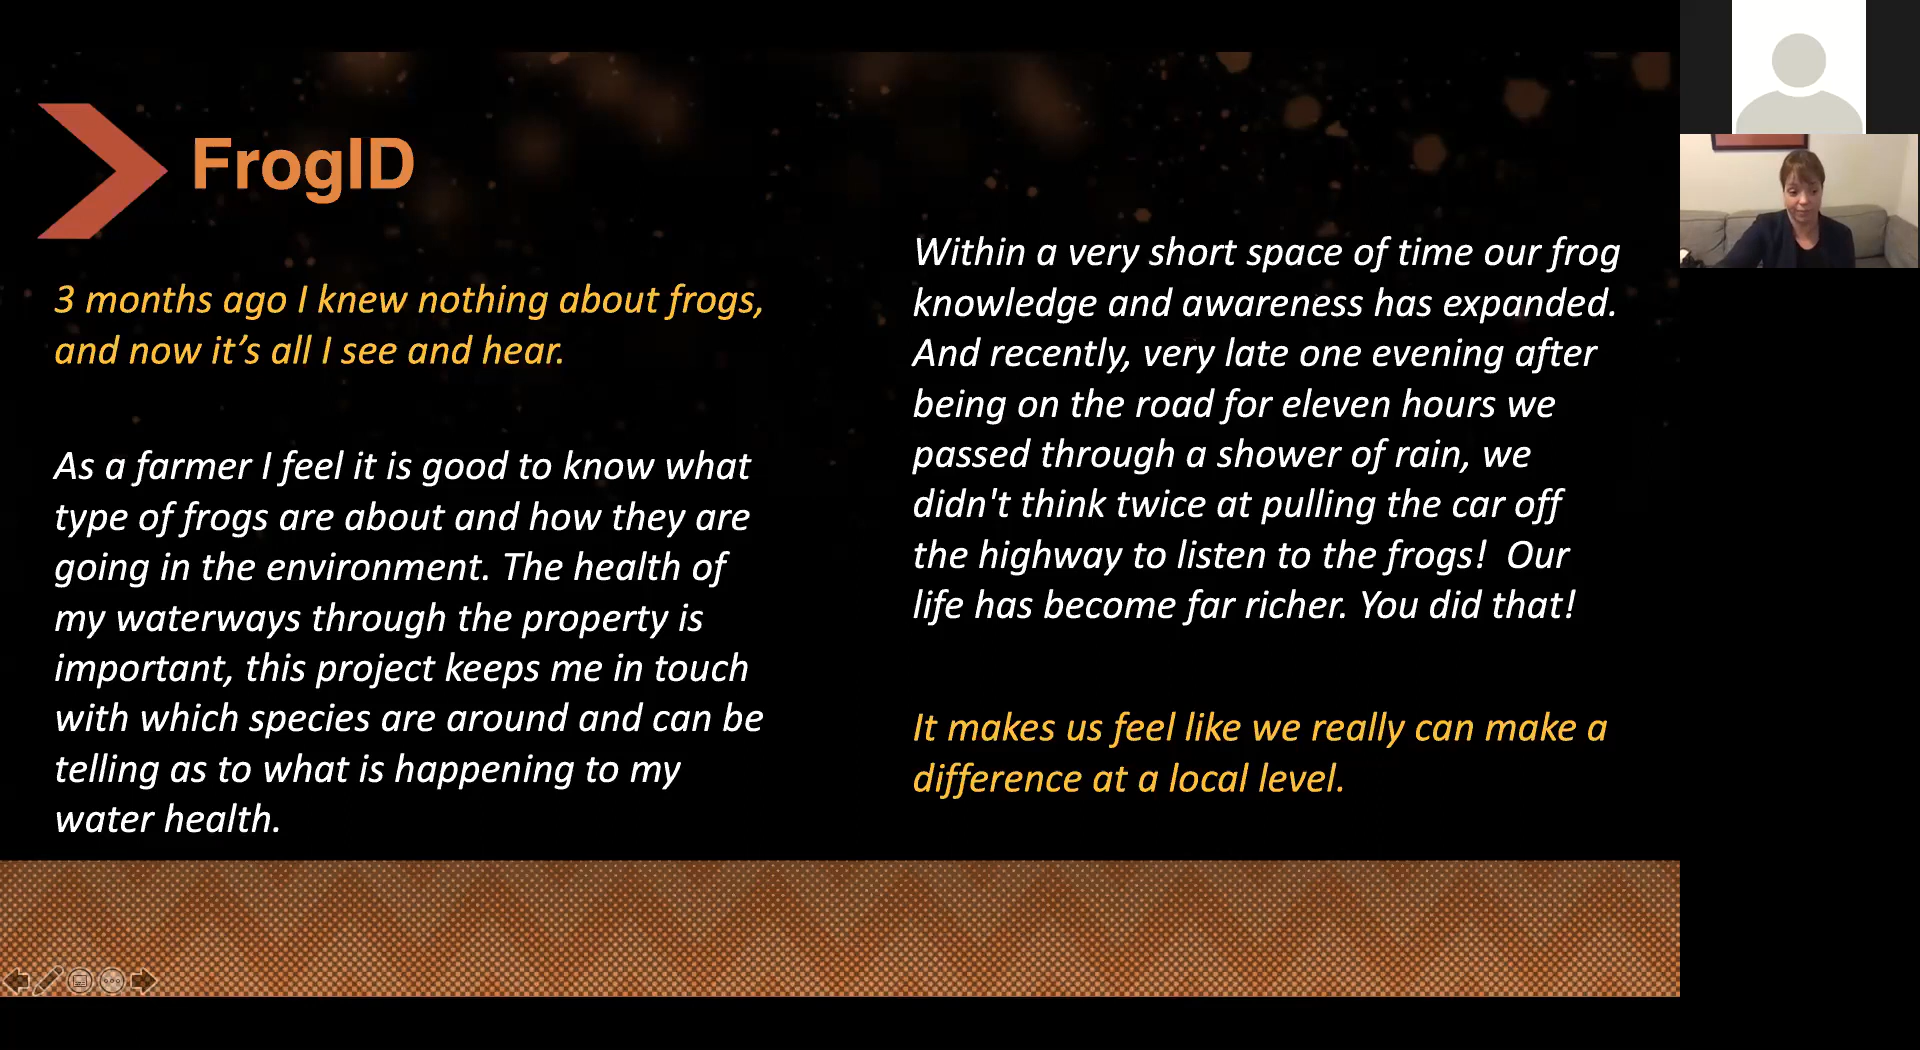 FrogID
3 months ago I knew nothing about frogs,
and now it’s all I see and hear.
As a farmer I feel it is good to know what
type of frogs are about and how they are
going in the environment. The health of
my waterways through the property is
important, this project keeps me in touch
with which species are around and can be
telling as to what is happening to my
water health.
Within a very short space of time our frog
knowledge and awareness has expanded.
And recently, very late one evening after
being on the road for eleven hours we
passed through a shower of rain, we
didn't think twice at pulling the car off
the highway to listen to the frogs!  Our
life has become far richer. You did that!
It makes us feel like we really can make a
difference at a local level.